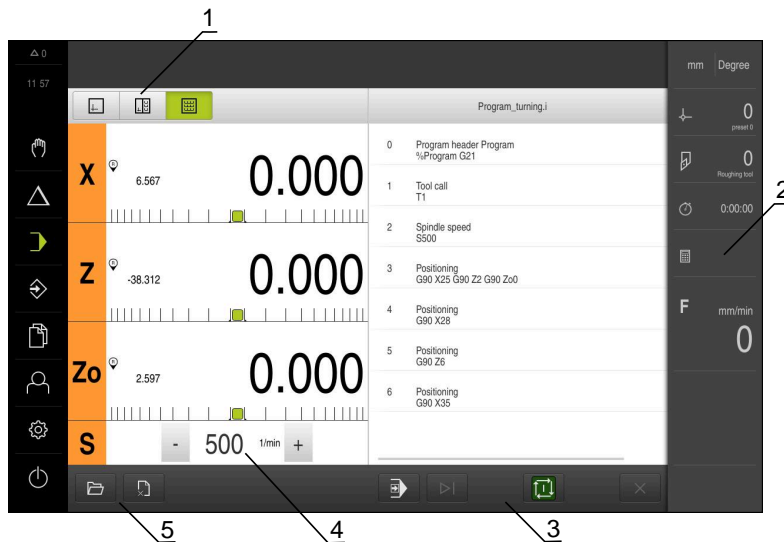 1
△ 0
11 57
mm Degree
Program_turning.i
X
R
6.567
0.000
Z
R
-38.312
0.000
Zo
R
2.597
0.000
S
- 500 1/min +
0 Program header Program
%Program G21
1 Tool call
T1
2 Spindle speed
S500
3 Positioning
G90 X25 G90 Z2 G90 Zo0
4 Positioning
G90 X28
5 Positioning
G90 Z6
6 Positioning
G90 X35
0
preset 0
0
Roughing tool
0:00:00
2
F mm/min
0
5
4
3